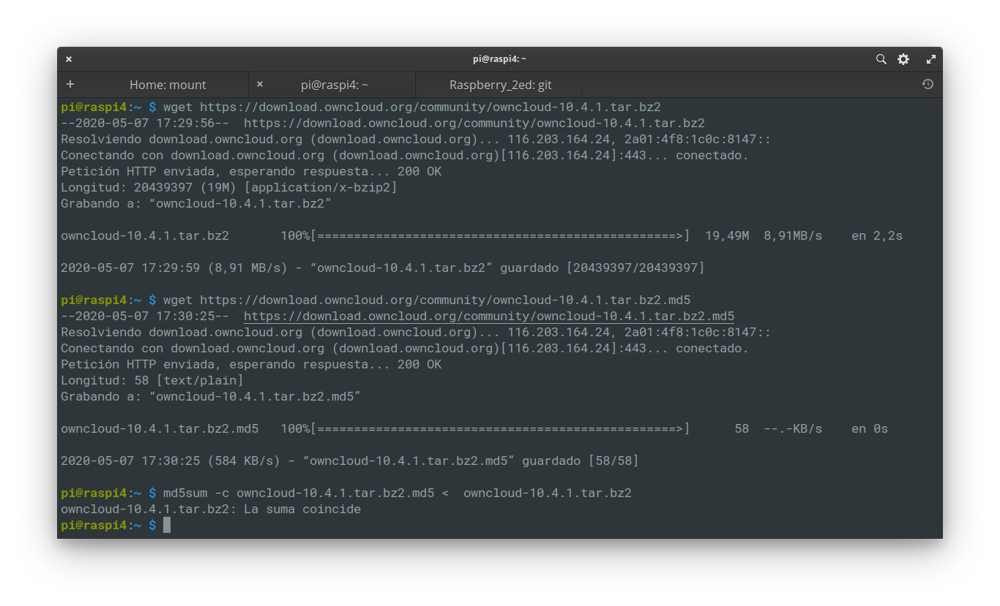 pi@raspi4: ~
Home: mount
pi@raspi4: ~
Raspberry_2ed: git
pi@raspi4:~ $ wget https://download.owncloud.org/community/owncloud-10.4.1.tar.bz2
--2020-05-07 17:29:56--  https://download.owncloud.org/community/owncloud-10.4.1.tar.bz2
Resolviendo download.owncloud.org (download.owncloud.org)... 116.203.164.24, 2a01:4f8:1c0c:8147::
Conectando con download.owncloud.org (download.owncloud.org)[116.203.164.24]:443... conectado.
Petición HTTP enviada, esperando respuesta... 200 OK
Longitud: 20439397 (19M) [application/x-bzip2]
Grabando a: “owncloud-10.4.1.tar.bz2”
owncloud-10.4.1.tar.bz2       100%[=================================================>]  19,49M  8,91MB/s    en 2,2s
2020-05-07 17:29:59 (8,91 MB/s) - “owncloud-10.4.1.tar.bz2” guardado [20439397/20439397]
pi@raspi4:~ $ wget https://download.owncloud.org/community/owncloud-10.4.1.tar.bz2.md5
--2020-05-07 17:30:25--  https://download.owncloud.org/community/owncloud-10.4.1.tar.bz2.md5
Resolviendo download.owncloud.org (download.owncloud.org)... 116.203.164.24, 2a01:4f8:1c0c:8147::
Conectando con download.owncloud.org (download.owncloud.org)[116.203.164.24]:443... conectado.
Petición HTTP enviada, esperando respuesta... 200 OK
Longitud: 58 [text/plain]
Grabando a: “owncloud-10.4.1.tar.bz2.md5”
owncloud-10.4.1.tar.bz2.md5   100%[=================================================>]      58  --.-KB/s    en 0s
2020-05-07 17:30:25 (584 KB/s) - “owncloud-10.4.1.tar.bz2.md5” guardado [58/58]
pi@raspi4:~ $ md5sum -c owncloud-10.4.1.tar.bz2.md5 <  owncloud-10.4.1.tar.bz2
owncloud-10.4.1.tar.bz2: La suma coincide
pi@raspi4:~ $